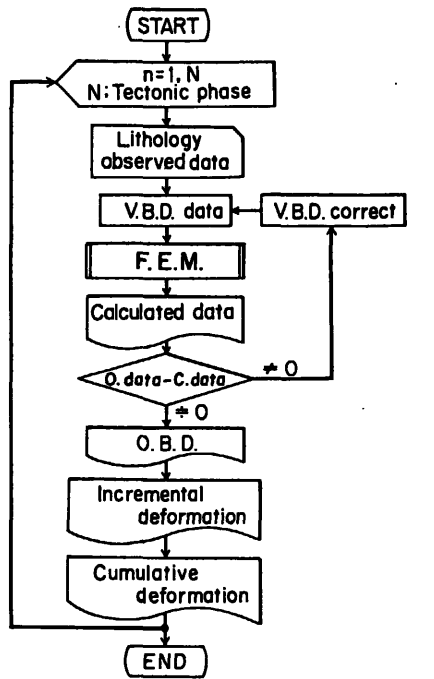 START
n=1, N
N: Tectonic phase
Lithology
observed data
V.B.D. data
V.B.D. correct
F.E.M.
Calculated data
O.data-C.data
≠ 0
≒ 0
O.B.D.
Incremental
deformation
Cumulative
deformation
END